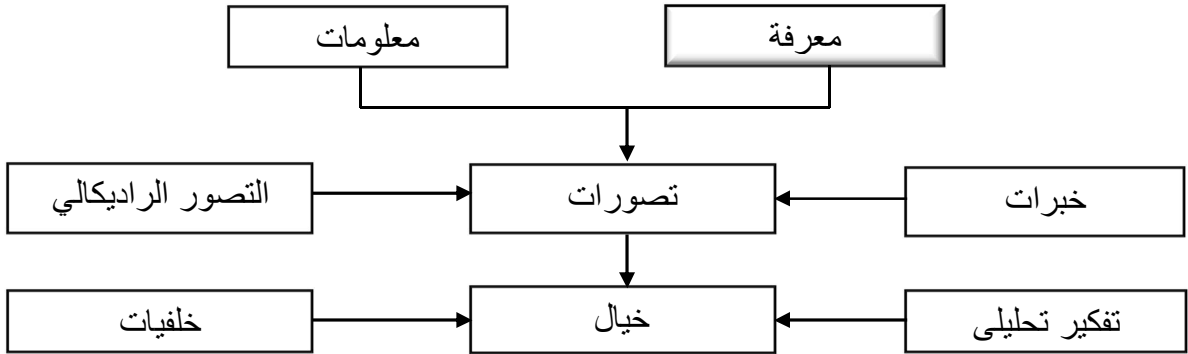 معرفة
معلومات
خبرات
تصورات
التصور الراديكالي
تفكير تحليلى
خيال
خلفيات